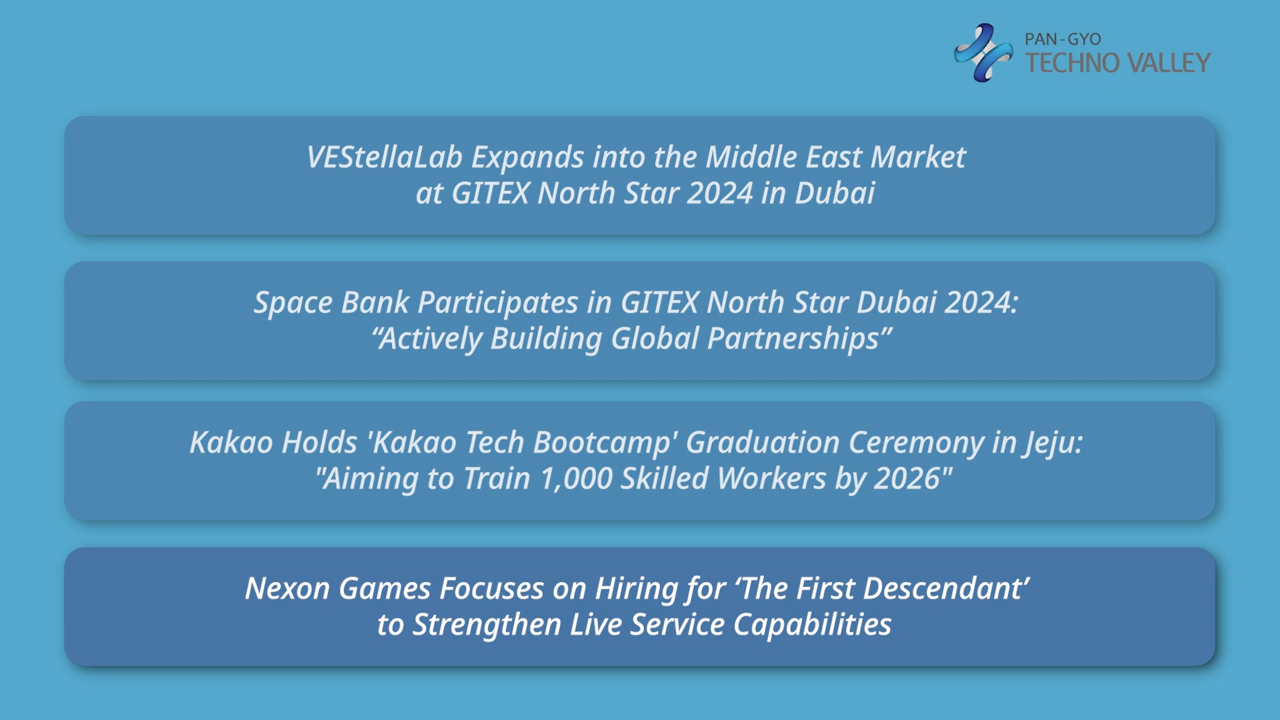 PAN-GYO
TECHNO VALLEY
VEStellaLab Expands into the Middle East Market
at GITEX North Star 2024 in Dubai
Space Bank Participates in GITEX North Star Dubai 2024:
“Actively Building Global Partnerships”
Kakao Holds 'Kakao Tech Bootcamp' Graduation Ceremony in Jeju:
"Aiming to Train 1,000 Skilled Workers by 2026"
Nexon Games Focuses on Hiring for ‘The First Descendant’
to Strengthen Live Service Capabilities